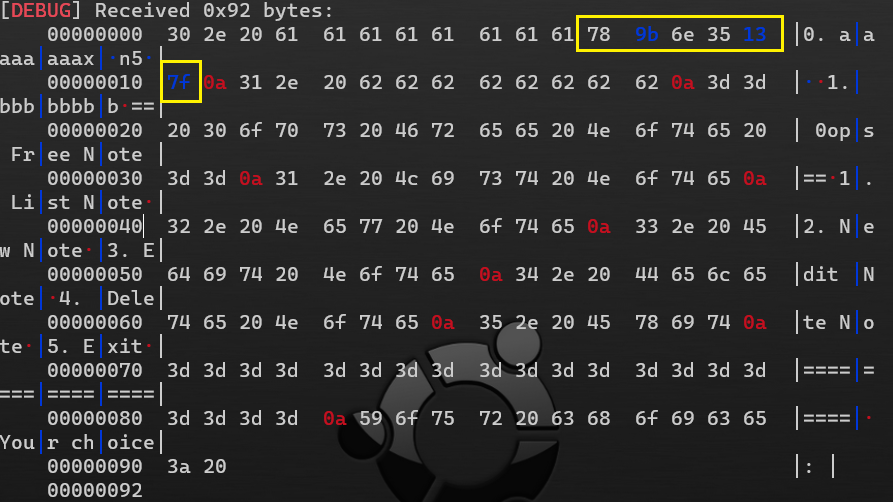 [DEBUG] Received 0x92 bytes:
00000000 30 2e 20 61 61 61 61 61 61 61 61 78 9b 6e 35 13 |0. a|a
aaa|aaax|·n5·|
00000010 7f 0a 31 2e 20 62 62 62 62 62 62 62 62 0a 3d 3d |··1.|
bbb|bbbb|b·==|
00000020 20 30 6f 70 73 20 46 72 65 65 20 4e 6f 74 65 20 | 0op|s
Fr|ee N|ote |
00000030 3d 3d 0a 31 2e 20 4c 69 73 74 20 4e 6f 74 65 0a |==·1|.
Li|st N|ote·|
00000040 32 2e 20 4e 65 77 20 4e 6f 74 65 0a 33 2e 20 45 |2. N|e
w N|ote·|3. E|
00000050 64 69 74 20 4e 6f 74 65 0a 34 2e 20 44 65 6c 65 |dit |N
ote|·4. |Dele|
00000060 74 65 20 4e 6f 74 65 0a 35 2e 20 45 78 69 74 0a |te N|o
te·|5. E|xit·|
00000070 3d 3d 3d 3d 3d 3d 3d 3d 3d 3d 3d 3d 3d 3d 3d 3d |====|=
===|====|====|
00000080 3d 3d 3d 3d 0a 59 6f 75 72 20 63 68 6f 69 63 65 |====|·
You|r ch|oice|
00000090 3a 20 |: |
00000092